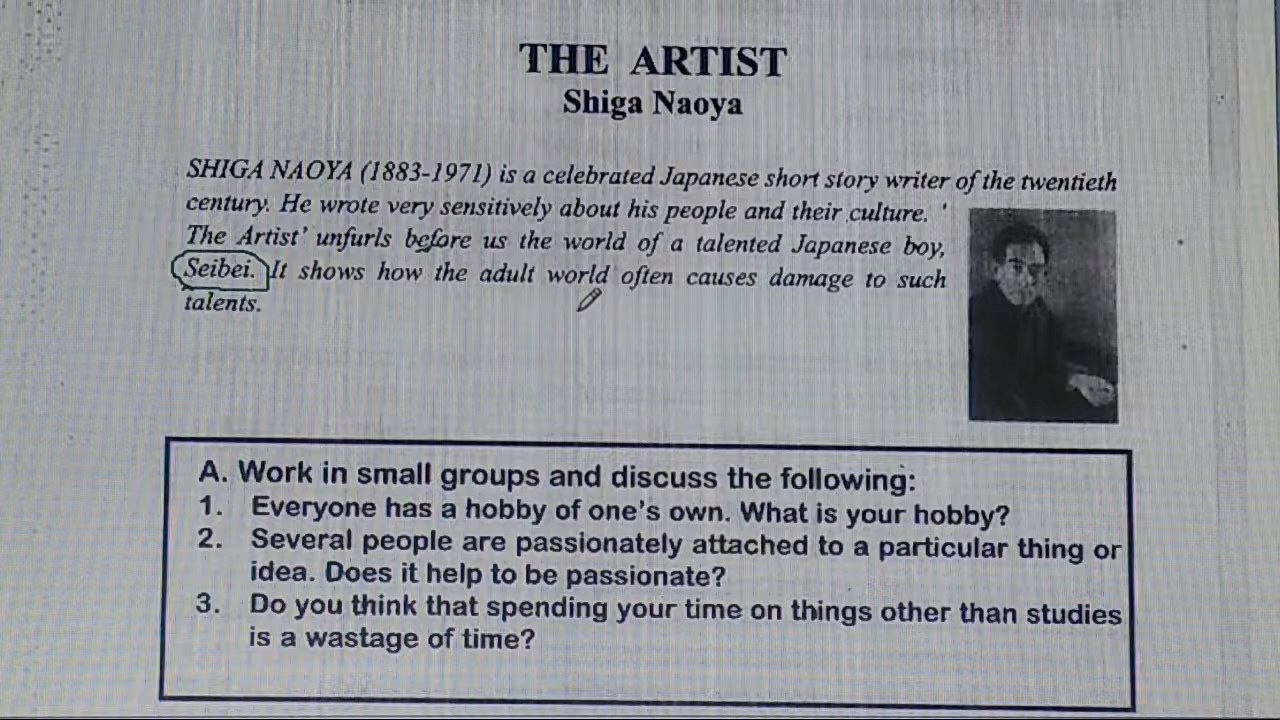 THE ARTIST
Shiga Naoya
SHIGA NAOYA (1883-1971) is a celebrated Japanese short story writer of the twentieth
century. He wrote very sensitively about his people and their culture. '
The Artist' unfurls before us the world of a talented Japanese boy,
Seibei. It shows how the adult world often causes damage to such
talents.
A. Work in small groups and discuss the following:
1. Everyone has a hobby of one's own. What is your hobby?
2. Several people are passionately attached to a particular thing or
idea. Does it help to be passionate?
3. Do you think that spending your time on things other than studies
is a wastage of time?